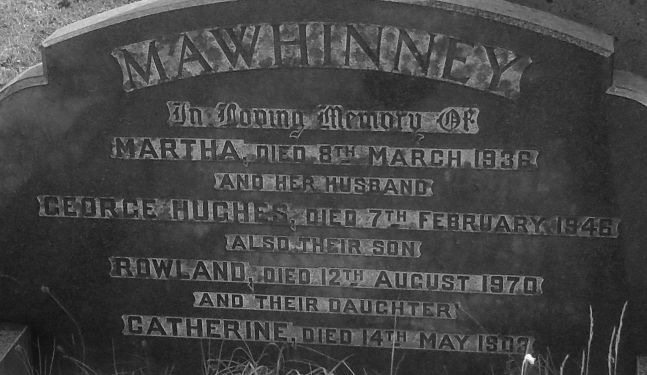 MAWHINNEY
In Loving Memory Of
MARTHA, DIED 8TH MARCH 1936
AND HER HUSBAND
GEORGE HUGHES, DIED 7TH FEBRUARY 1946
ALSO THEIR SON
ROWLAND, DIED 12TH AUGUST 1970
AND THEIR DAUGHTER
CATHERINE, DIED 14TH MAY 1903